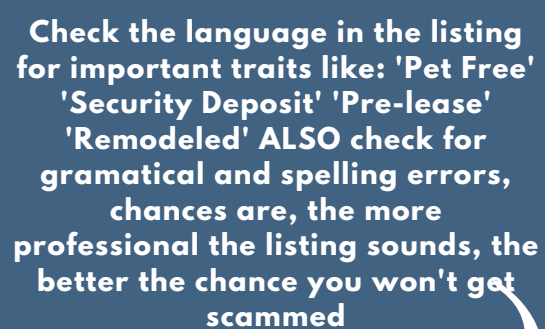 Check the language in the listing
for important traits like: 'Pet Free'
'Security Deposit' 'Pre-lease'
'Remodeled' ALSO check for
gramatical and spelling errors,
chances are, the more
professional the listing sounds, the
better the chance you won't get
scammed